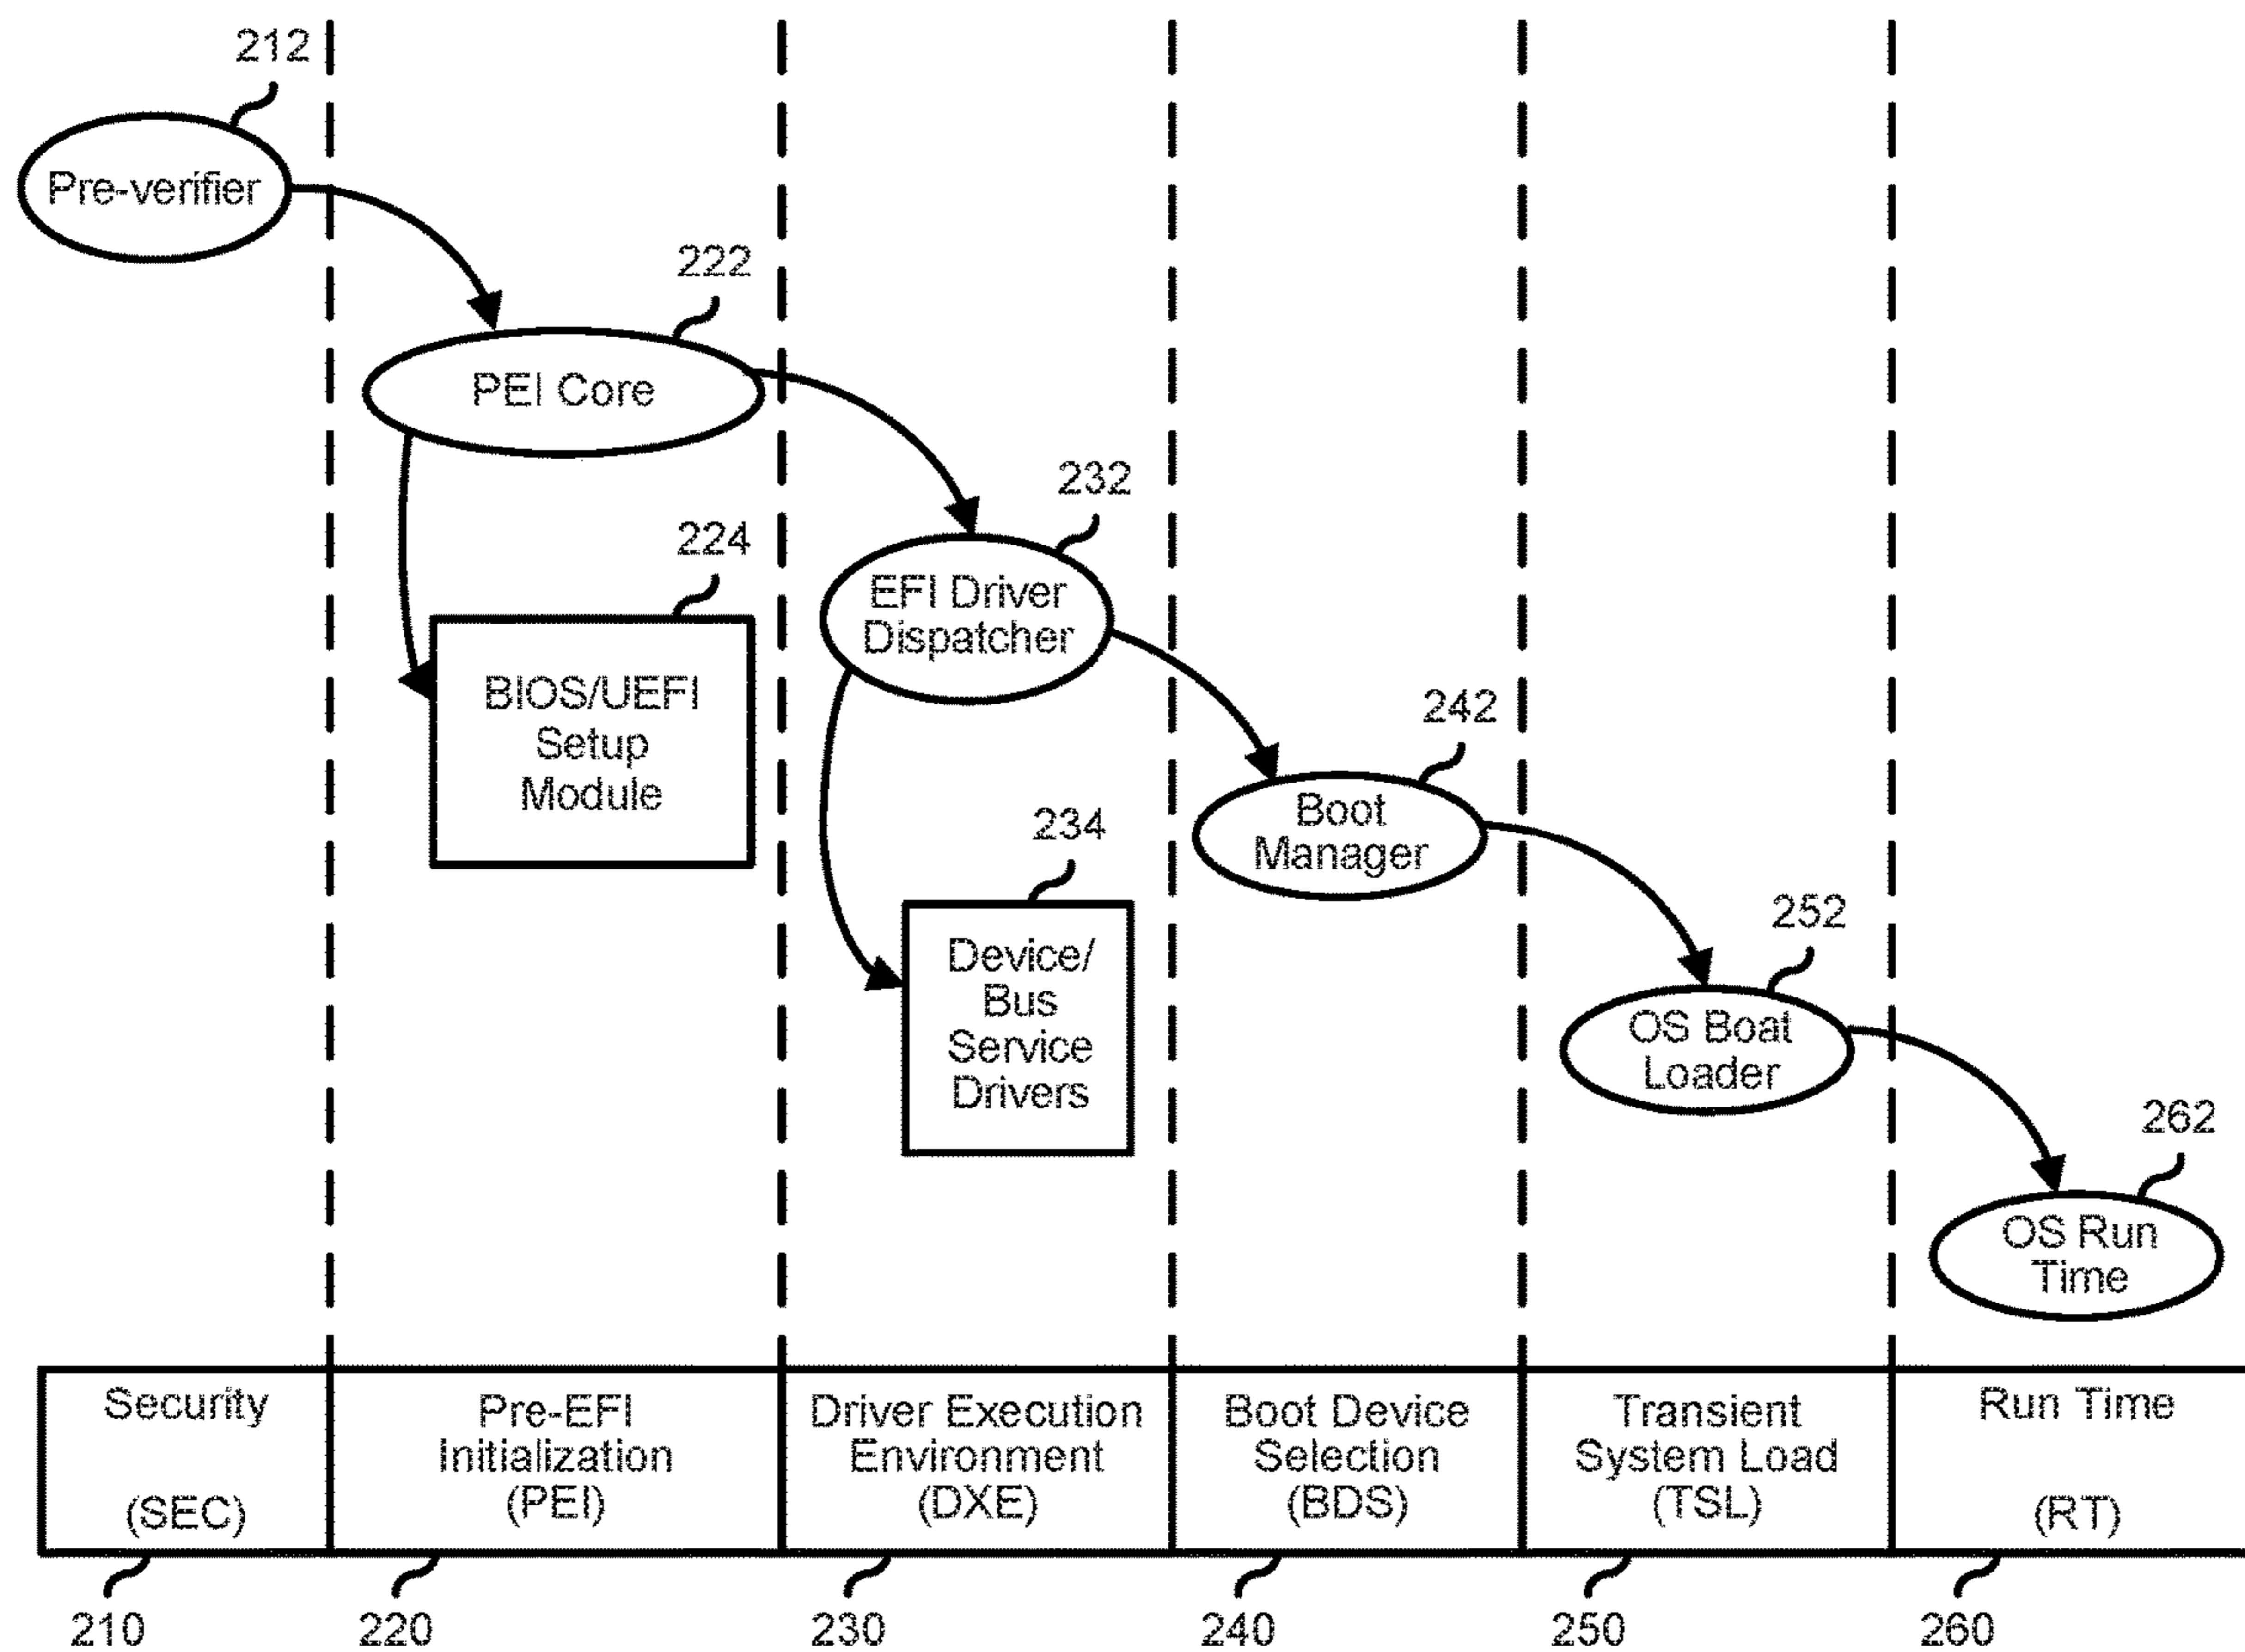 212
Pre-verifier
222
PEI Core
232
224
EFI Driver
Dispatcher
BIOS/UEFI
Setup
Module
242
Boot
Manager
234
Device/
Bus
Service
Drivers
252
OS Boat
Loader
262
OS Run
Time
Security
(SEC)
Pre-EFI
Initialization
(PEI)
Driver Execution
Environment
(DXE)
Boot Device
Selection
(BDS)
Transient
System Load
(TSL)
Run Time
(RT)
210
220
230
240
250
260